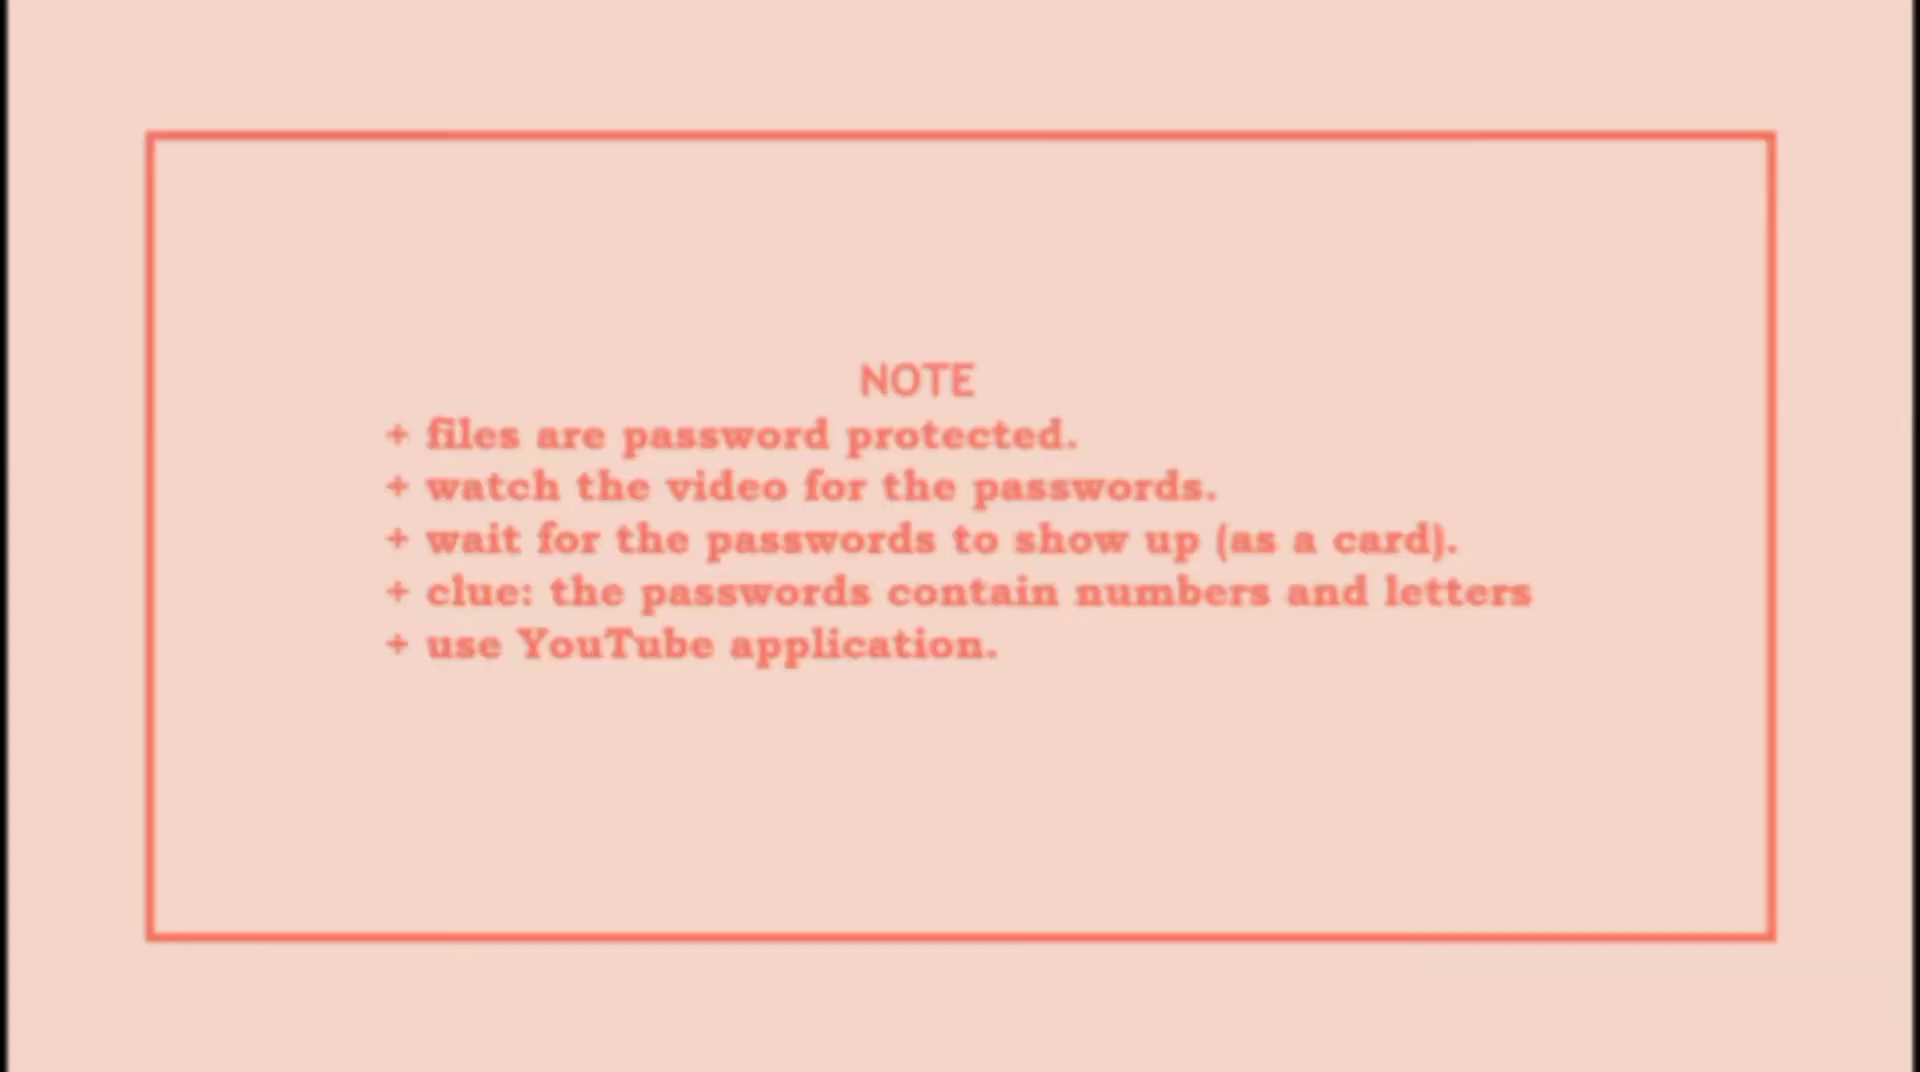 NOTE
+ files are password protected.
+ watch the video for the passwords.
+ wait for the passwords to show up (as a card).
+ clue: the passwords contain numbers and letters
+ use YouTube application.